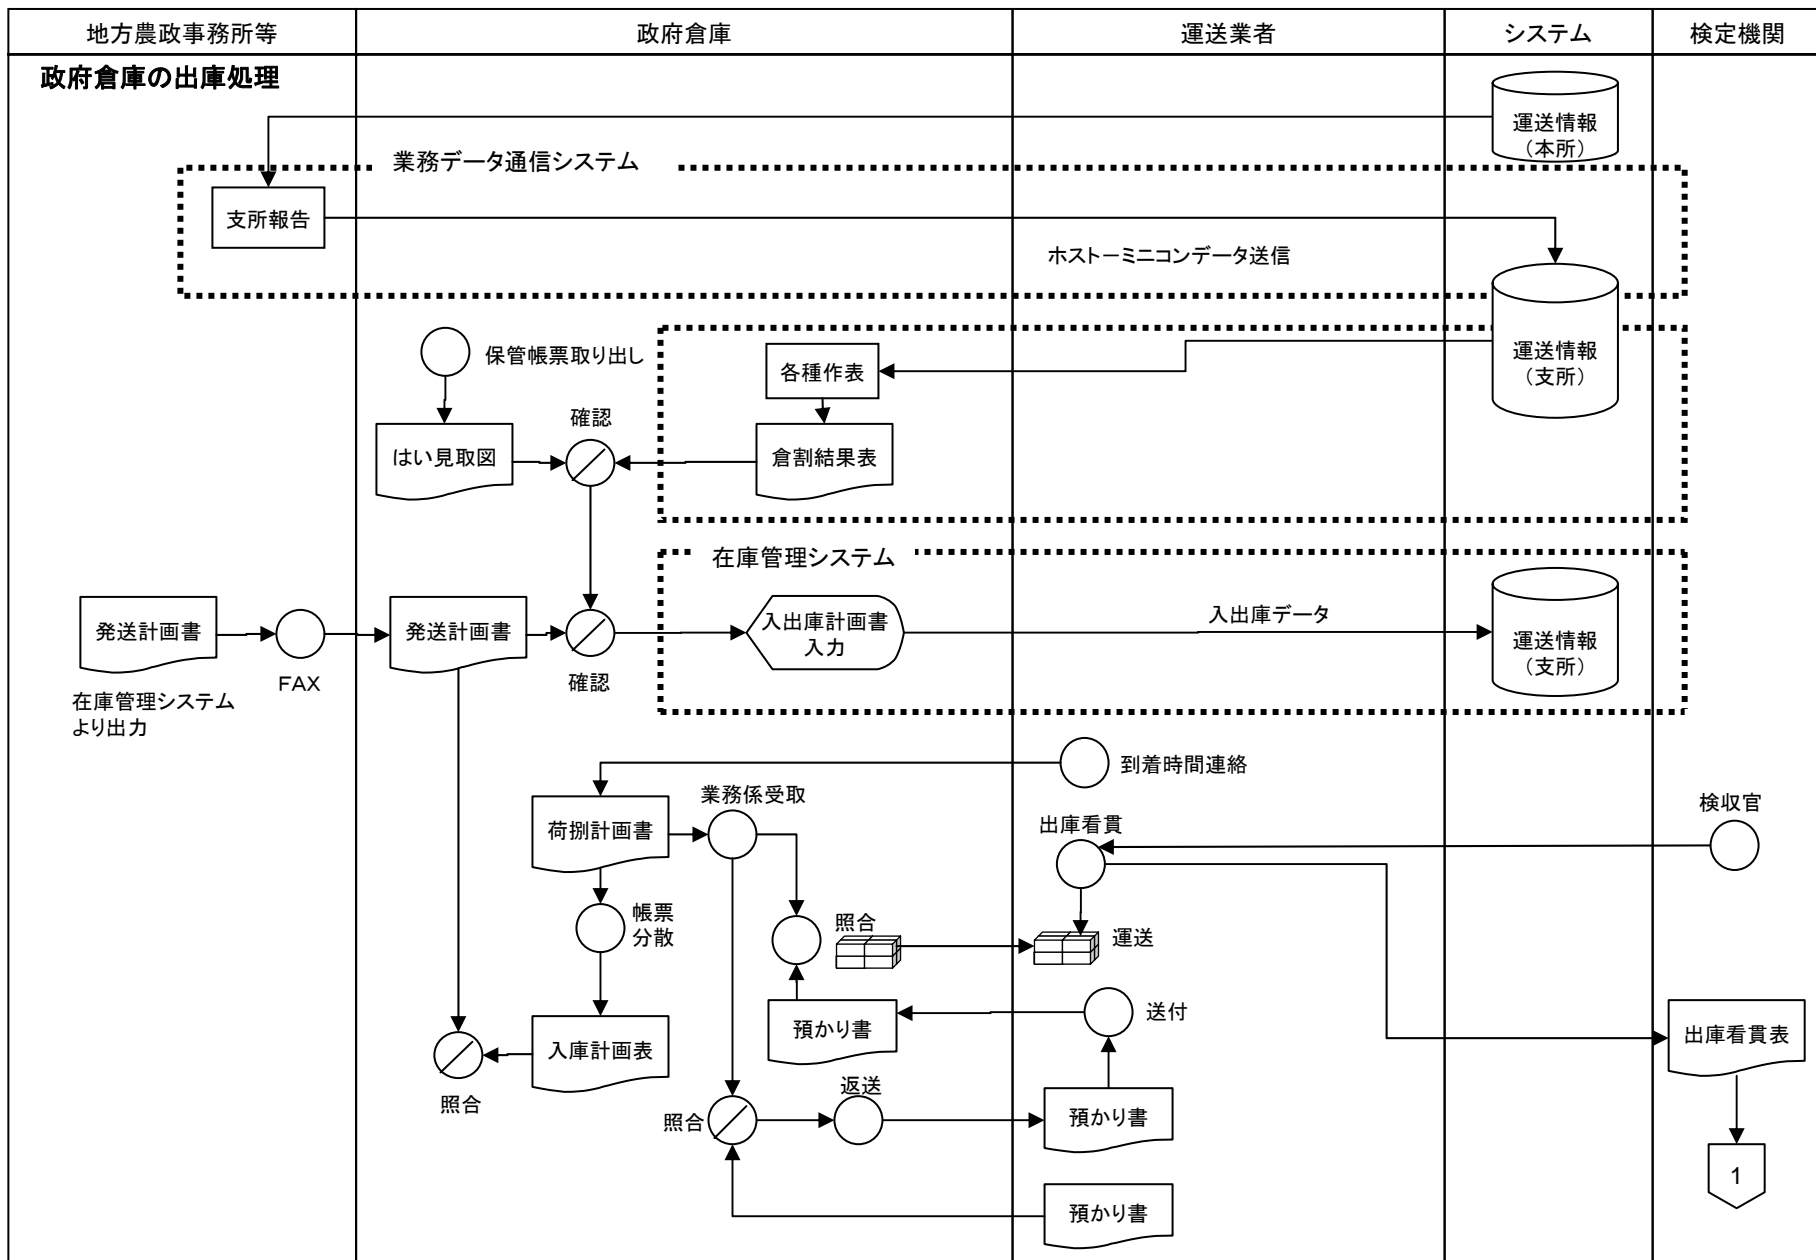 地方農政事務所等
政府倉庫
運送業者
システム
検定機関
政府倉庫の出庫処理
運送情報
（本所）
業務データ通信システム
支所報告
ホストーミニコンデータ送信
保管帳票取り出し
各種作表
運送情報
（支所）
確認
はい見取図
倉割結果表
在庫管理システム
発送計画書
FAX
発送計画書
確認
入出庫計画書
入力
入出庫データ
運送情報
（支所）
在庫管理システム
より出力
到着時間連絡
業務係受取
荷捌計画書
出庫看貫
検収官
帳票
分散
照合
運送
預かり書
送付
入庫計画表
出庫看貫表
照合
返送
照合
預かり書
1
預かり書